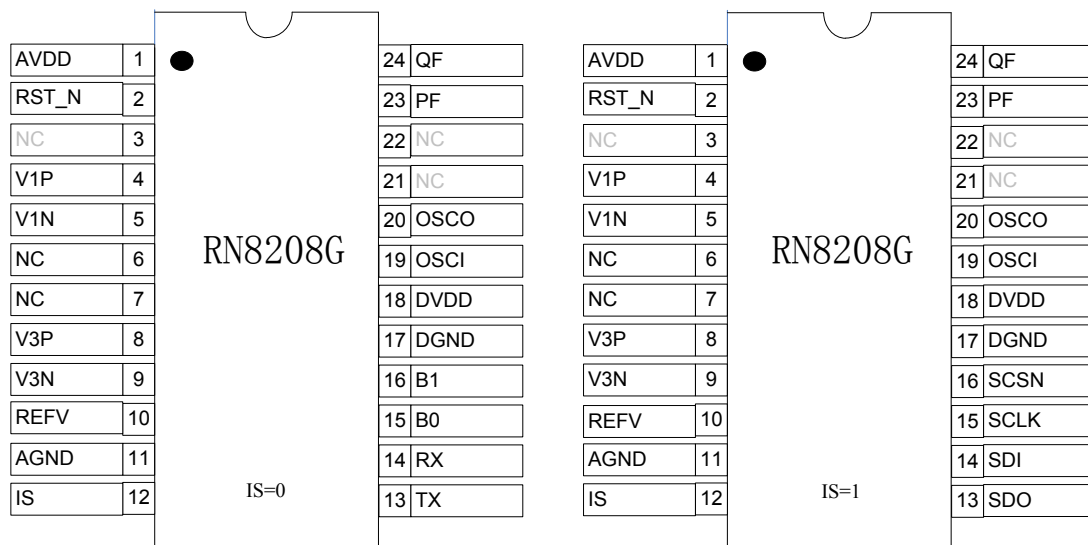 AVDD 1 24 QF AVDD 1 24 QF
RST_N 2 23 PF RST_N 2 23 PF
NC 3 22 NC NC 3 22 NC
V1P 4 21 NC V1P 4 21 NC
V1N 5 20 OSCO V1N 5 20 OSCO
NC 6 RN8208G 19 OSCI NC 6 RN8208G 19 OSCI
NC 7 18 DVDD NC 7 18 DVDD
V3P 8 17 DGND V3P 8 17 DGND
V3N 9 16 B1 V3N 9 16 SCSN
REFV 10 15 B0 REFV 10 15 SCLK
AGND 11 14 RX AGND 11 14 SDI
IS 12 IS=0 13 TX IS 12 IS=1 13 SDO